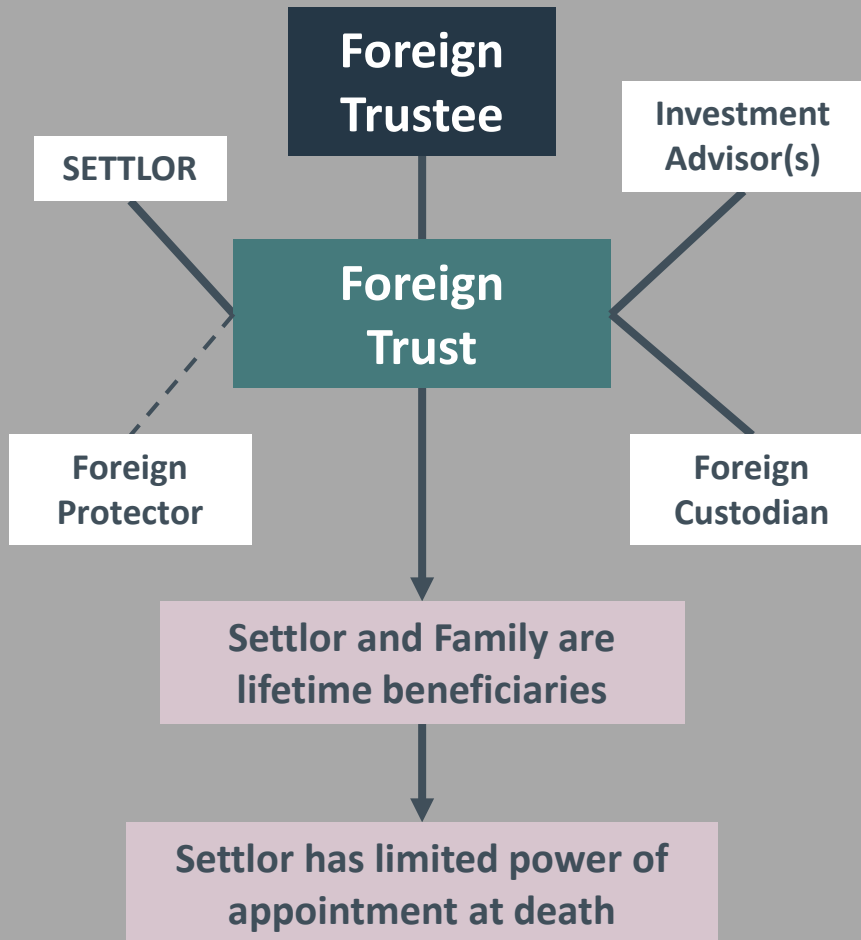 Foreign
Trustee
Investment
Advisor(s)
SETTLOR
Foreign
Trust
Foreign
Protector
Foreign
Custodian
Settlor and Family are
lifetime beneficiaries
Settlor has limited power of
appointment at death